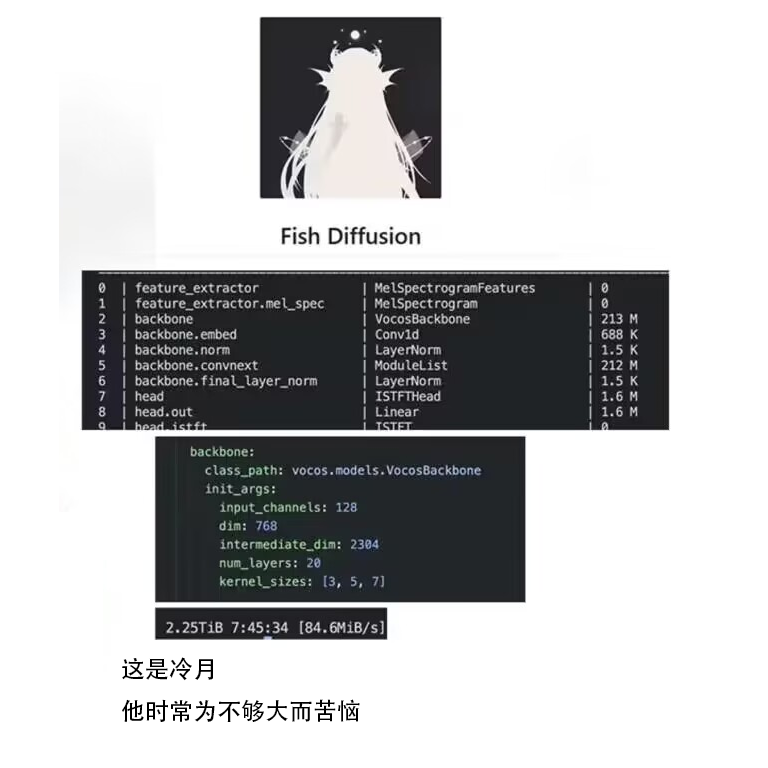 Fish Diffusion
0 | feature_extractor | MelSpectrogramFeatures | 0
1 | feature_extractor.mel_spec | MelSpectrogram | 0
2 | backbone | VocosBackbone | 213 M
3 | backbone.embed | Conv1d | 688 K
4 | backbone.norm | LayerNorm | 1.5 K
5 | backbone.convnext | ModuleList | 212 M
6 | backbone.final_layer_norm | LayerNorm | 1.5 K
7 | head | ISTFTHead | 1.6 M
8 | head.out | Linear | 1.6 M
9 | head.istft | ISTFT | 0
backbone:
class_path: vocos.models.VocosBackbone
init_args:
input_channels: 128
dim: 768
intermediate_dim: 2304
num_layers: 20
kernel_sizes: [3, 5, 7]
2.25TiB 7:45:34 [84.6MiB/s]
这是冷月
他时常为不够大而苦恼